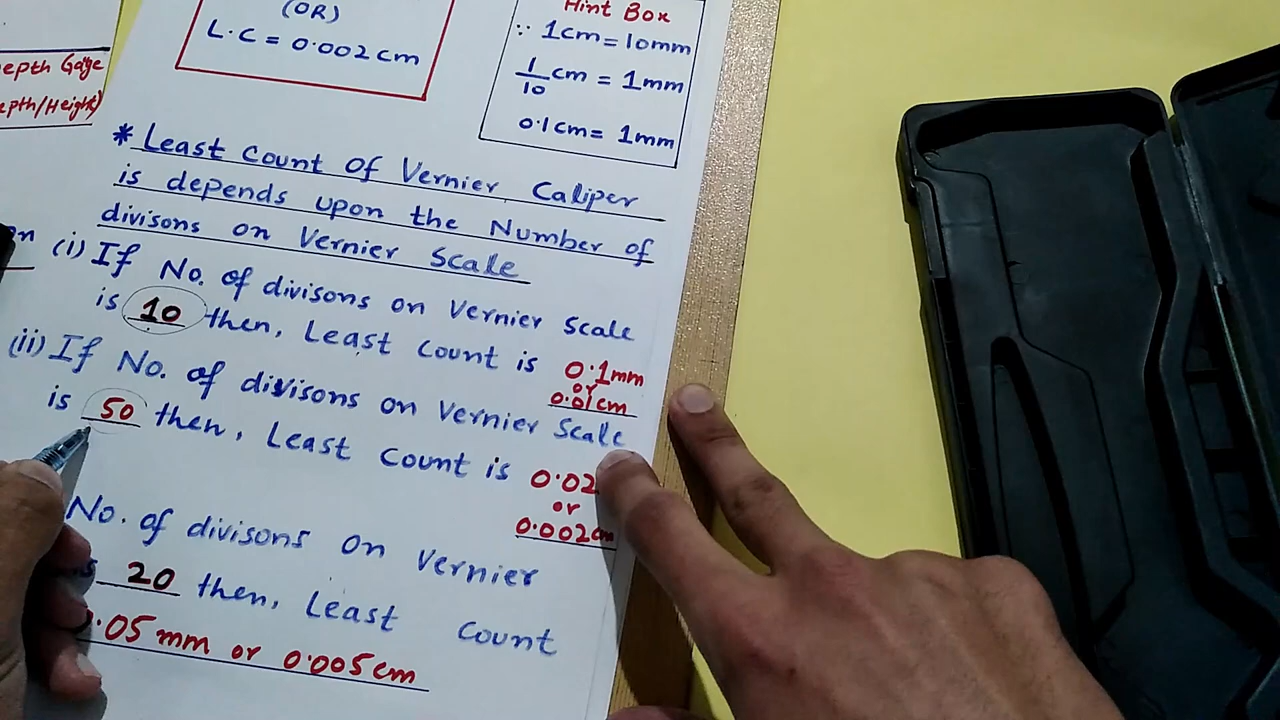 epth Gage
epth/Height)
(OR)
L.C = 0.002 cm
Hint Box
∵ 1cm = 10mm
1/10 cm = 1mm
0.1cm = 1mm
* Least Count Of Vernier Caliper
is depends upon the Number of
divisons on Vernier Scale
(i) If No. of divisons on Vernier Scale
is 10 then, Least Count is 0.1mm
or
0.01cm
(ii) If No. of divisons on Vernier Scale
is 50 then, Least Count is 0.02
or
0.002cm
No. of divisons on Vernier
20 then, Least Count
.05mm or 0.005cm